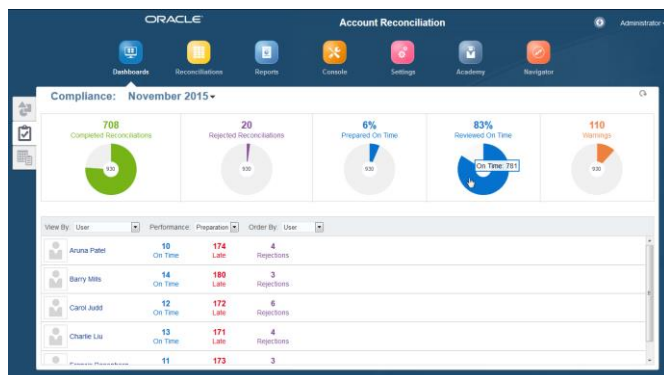 ORACLE
Account Reconciliation
Administrator
Dashboards Reconciliations Reports Console Settings Academy Navigator
Compliance: November 2015
708 20 6% 83% 110
Completed Reconciliations Rejected Reconciliations Prepared On Time Reviewed On Time Warnings
930 930 930 On Time: 781 930
View By: User Performance: Preparation Order By: User
Aruna Patel 10 174 4
On Time Late Rejections
Barry Mills 14 180 3
On Time Late Rejections
Carol Judd 12 172 6
On Time Late Rejections
Charlie Liu 13 171 4
On Time Late Rejections
11 173 3